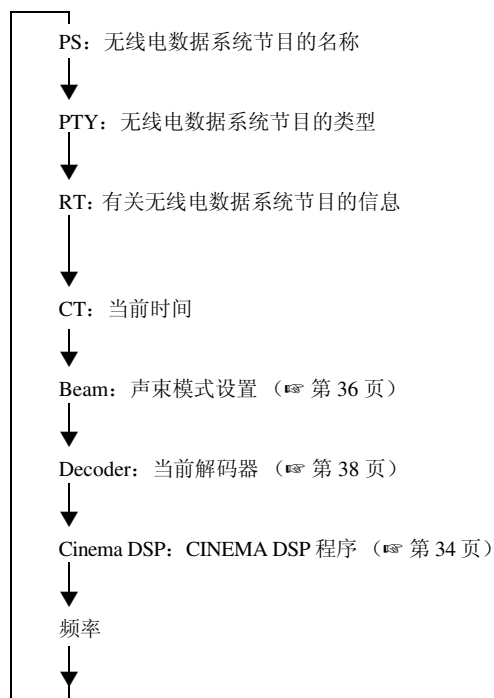 PS：无线电数据系统节目的名称
PTY：无线电数据系统节目的类型
RT：有关无线电数据系统节目的信息
CT：当前时间
Beam：声束模式设置 （☞ 第 36 页）
Decoder：当前解码器 （☞ 第 38 页）
Cinema DSP：CINEMA DSP 程序 （☞ 第 34 页）
频率